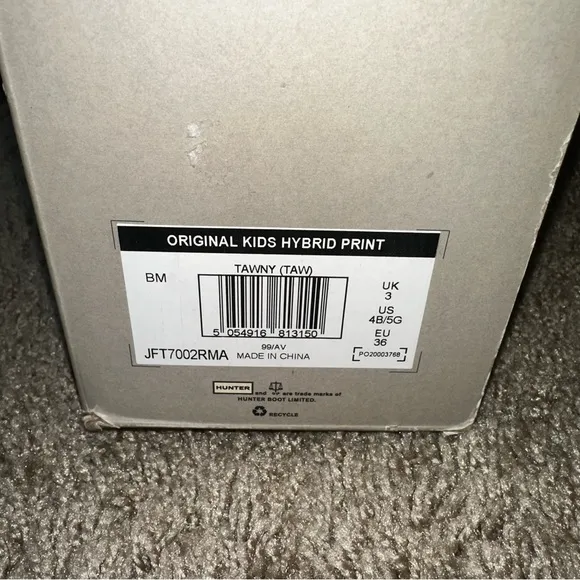 ORIGINAL KIDS HYBRID PRINT
TAWNY (TAW)
BM
5 054916 813150
99/AV
JFT7002RMA MADE IN CHINA
UK
3
US
4B/5G
EU
36
PO20003768
HUNTER and are trade marks of
HUNTER BOOT LIMITED.
RECYCLE